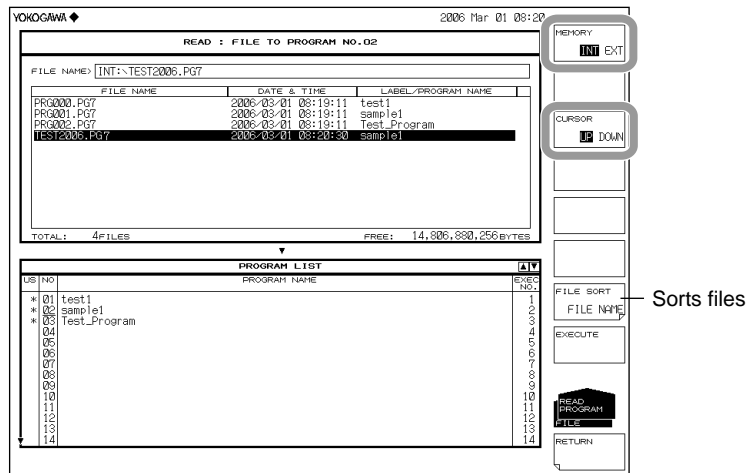 YOKOGAWA ◆ 2006 Mar 01 08:20
READ : FILE TO PROGRAM NO.02
FILE NAME> INT:\TEST2006.PG7
FILE NAME DATE & TIME LABEL/PROGRAM NAME
PRG000.PG7 2006/03/01 08:19:11 test1
PRG001.PG7 2006/03/01 08:19:11 sample1
PRG002.PG7 2006/03/01 08:19:11 Test_Program
TEST2006.PG7 2006/03/01 08:20:30 sample1
TOTAL: 4FILES FREE: 14,806,880,256BYTES
PROGRAM LIST
US NO PROGRAM NAME EXEC NO.
* 01 test1 1
* 02 sample1 2
* 03 Test_Program 3
04 4
05 5
06 6
07 7
08 8
09 9
10 10
11 11
12 12
13 13
14 14
MEMORY
INT EXT
CURSOR
UP DOWN
FILE SORT
FILE NAME
Sorts files
EXECUTE
READ
PROGRAM
FILE
RETURN